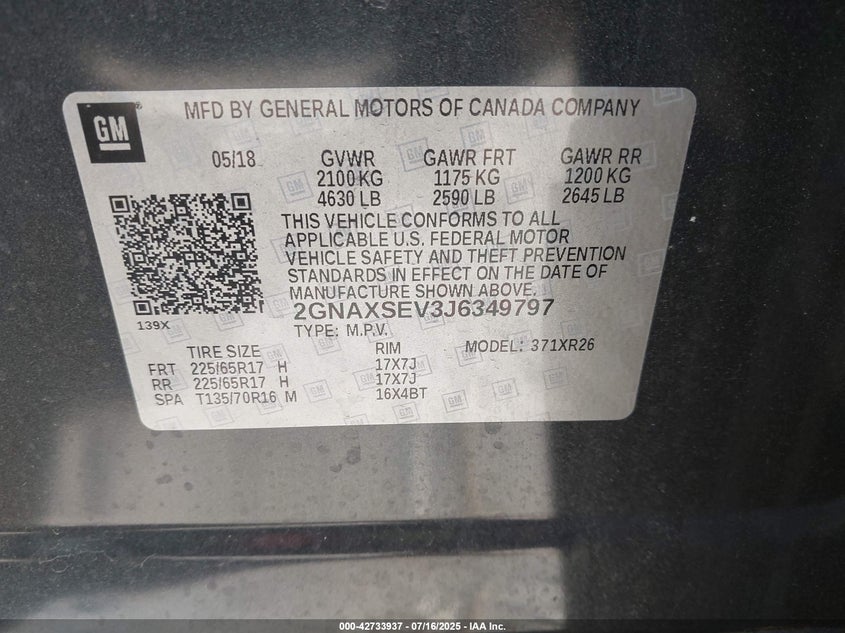 GM
MFD BY GENERAL MOTORS OF CANADA COMPANY
05/18 GVWR GAWR FRT GAWR RR
2100 KG 1175 KG 1200 KG
4630 LB 2590 LB 2645 LB
THIS VEHICLE CONFORMS TO ALL
APPLICABLE U.S. FEDERAL MOTOR
VEHICLE SAFETY AND THEFT PREVENTION
STANDARDS IN EFFECT ON THE DATE OF
MANUFACTURE SHOWN ABOVE.
2GNAXSEV3J6349797
139X
TYPE: M.P.V.
TIRE SIZE RIM MODEL: 371XR26
FRT 225/65R17 H 17X7J
RR 225/65R17 H 17X7J
SPA T135/70R16 M 16X4BT
000-42733937 - 07/16/2025 - IAA Inc.